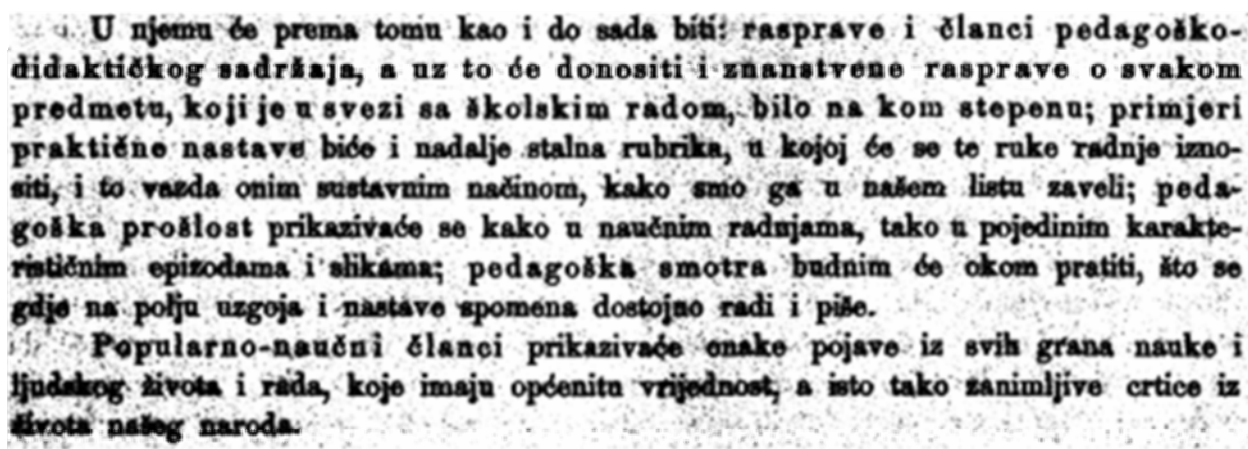 U njemu će prema tomu kao i do sada biti: rasprave i članci pedagoško-
didaktičkog sadržaja, a uz to će donositi i znanstvene rasprave o svakom
predmetu, koji je u svezi sa školskim radom, bilo na kom stepenu; primjeri
praktične nastave biće i nadalje stalna rubrika, u kojoj će se te ruke radnje izno-
siti, i to vazda onim sustavnim načinom, kako smo ga u našem listu zaveli; peda-
goška prošlost prikazivaće se kako u naučnim radnjama, tako u pojedinim karakte-
rističnim epizodama i slikama; pedagoška smotra budnim će okom pratiti, što se
gdje na polju uzgoja i nastave spomena dostojno radi i piše.
Popularno-naučni članci prikazivaće onake pojave iz svih grana nauke i
ljudskog života i rada, koje imaju općenitu vrijednost, a isto tako zanimljive crtice iz
života našeg naroda.